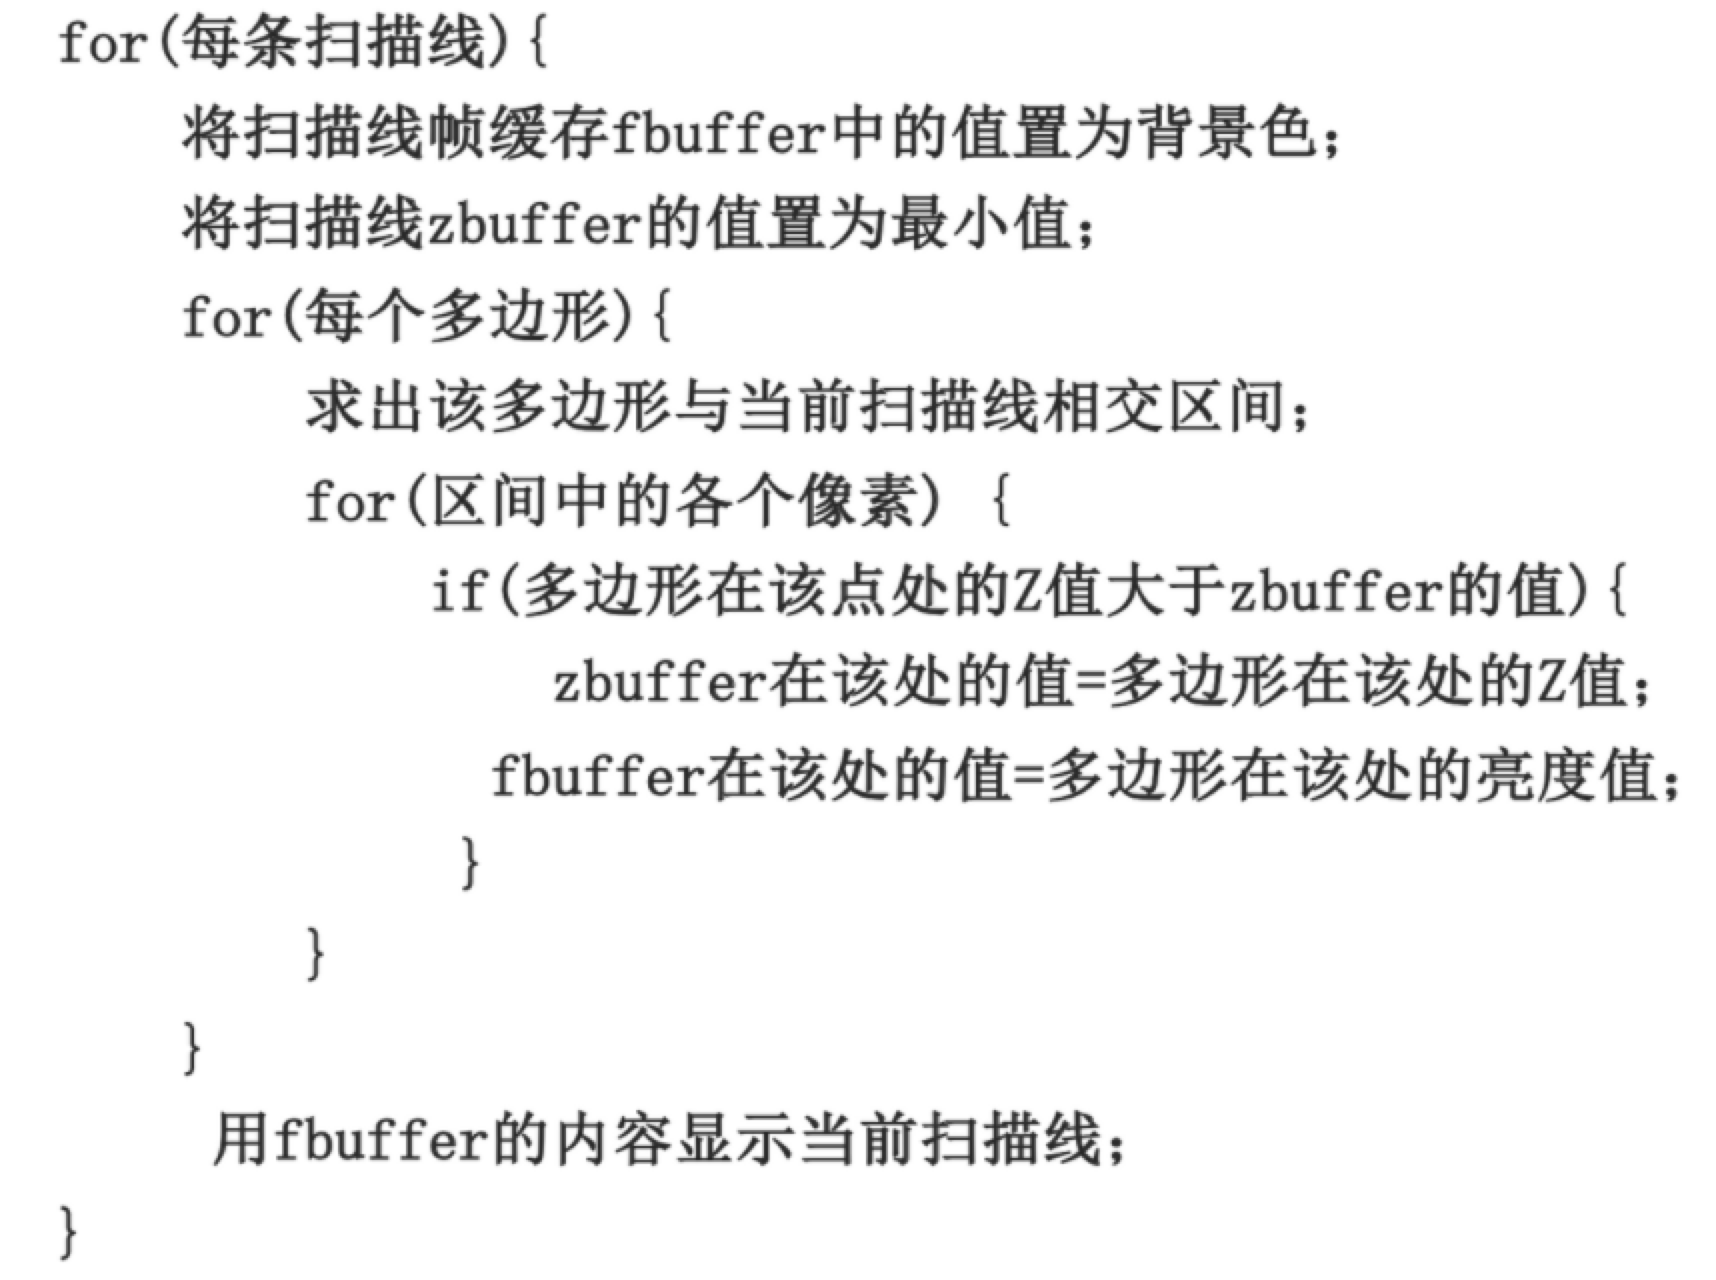 for(每条扫描线){
将扫描线帧缓存fbuffer中的值置为背景色；
将扫描线zbuffer的值置为最小值；
for(每个多边形){
求出该多边形与当前扫描线相交区间；
for(区间中的各个像素) {
if(多边形在该点处的Z值大于zbuffer的值){
zbuffer在该处的值=多边形在该处的Z值；
fbuffer在该处的值=多边形在该处的亮度值；
}
}
}
用fbuffer的内容显示当前扫描线；
}